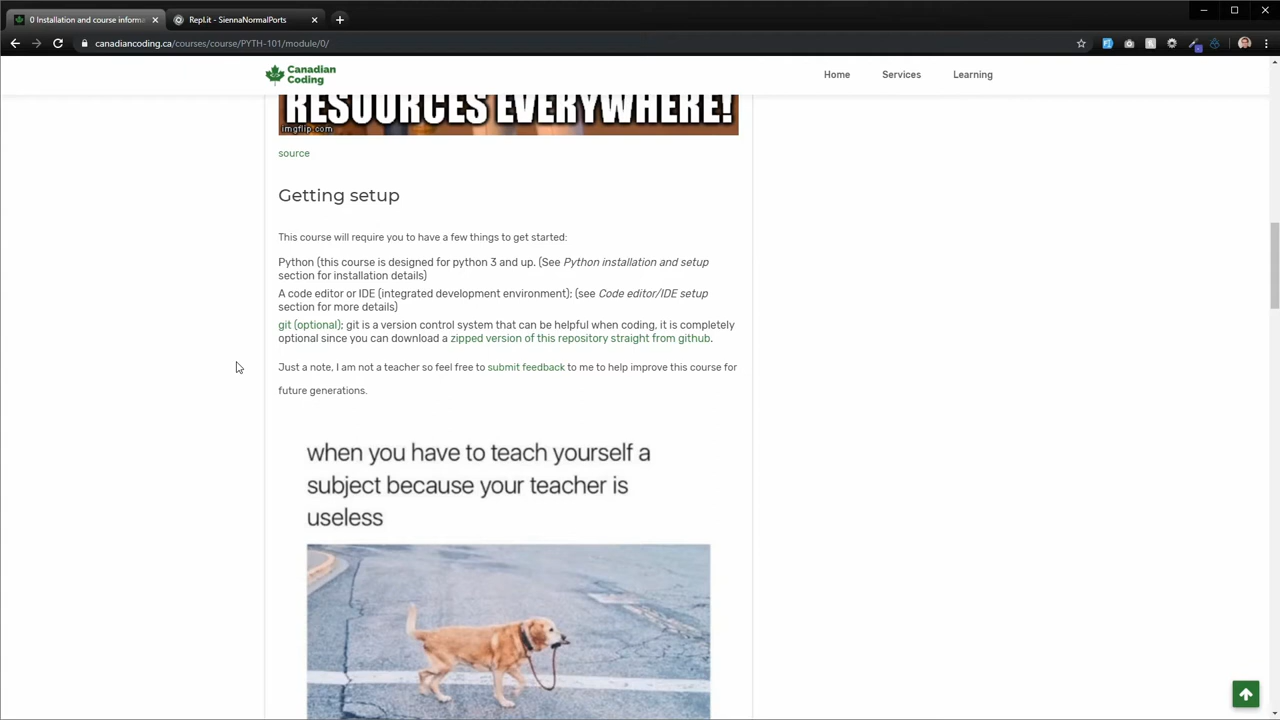 0 Installation and course informa
Repl.it - SiennaNormalPorts
canadiancoding.ca/courses/course/PYTH-101/module/0/
Canadian
Coding
Home
Services
Learning
RESOURCES EVERYWHERE!
imgflip.com
source
Getting setup
This course will require you to have a few things to get started:
Python (this course is designed for python 3 and up. (See Python installation and setup
section for installation details)
A code editor or IDE (integrated development environment); (see Code editor/IDE setup
section for more details)
git (optional); git is a version control system that can be helpful when coding, it is completely
optional since you can download a zipped version of this repository straight from github.
Just a note, I am not a teacher so feel free to submit feedback to me to help improve this course for
future generations.
when you have to teach yourself a
subject because your teacher is
useless